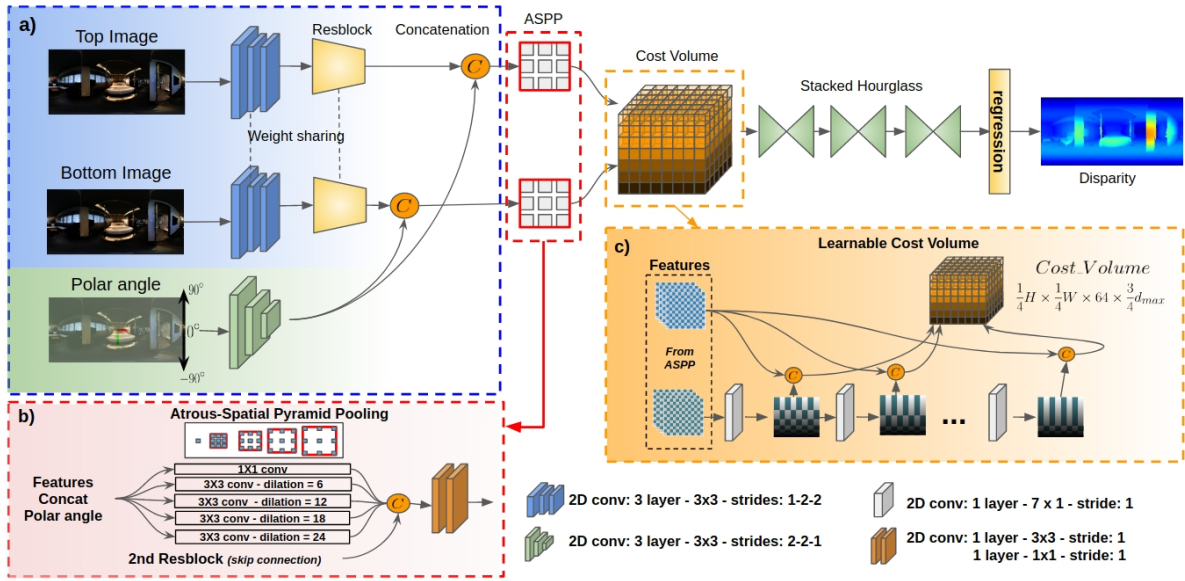 a)
Top Image
Resblock
Concatenation
C
Weight sharing
Bottom Image
C
Polar angle
90°
0°
−90°
ASPP
Cost Volume
Stacked Hourglass
regression
Disparity
b)
Atrous-Spatial Pyramid Pooling
Features
Concat
Polar angle
1X1 conv
3X3 conv - dilation = 6
3X3 conv - dilation = 12
3X3 conv - dilation = 18
3X3 conv - dilation = 24
C
2nd Resblock (skip connection)
c)
Learnable Cost Volume
Features
From
ASPP
C
C
...
C
Cost_Volume
1/4 H × 1/4 W × 64 × 3/4 d_max
2D conv: 3 layer - 3x3 - strides: 1-2-2
2D conv: 3 layer - 3x3 - strides: 2-2-1
2D conv: 1 layer - 7 x 1 - stride: 1
2D conv: 1 layer - 3x3 - stride: 1
1 layer - 1x1 - stride: 1